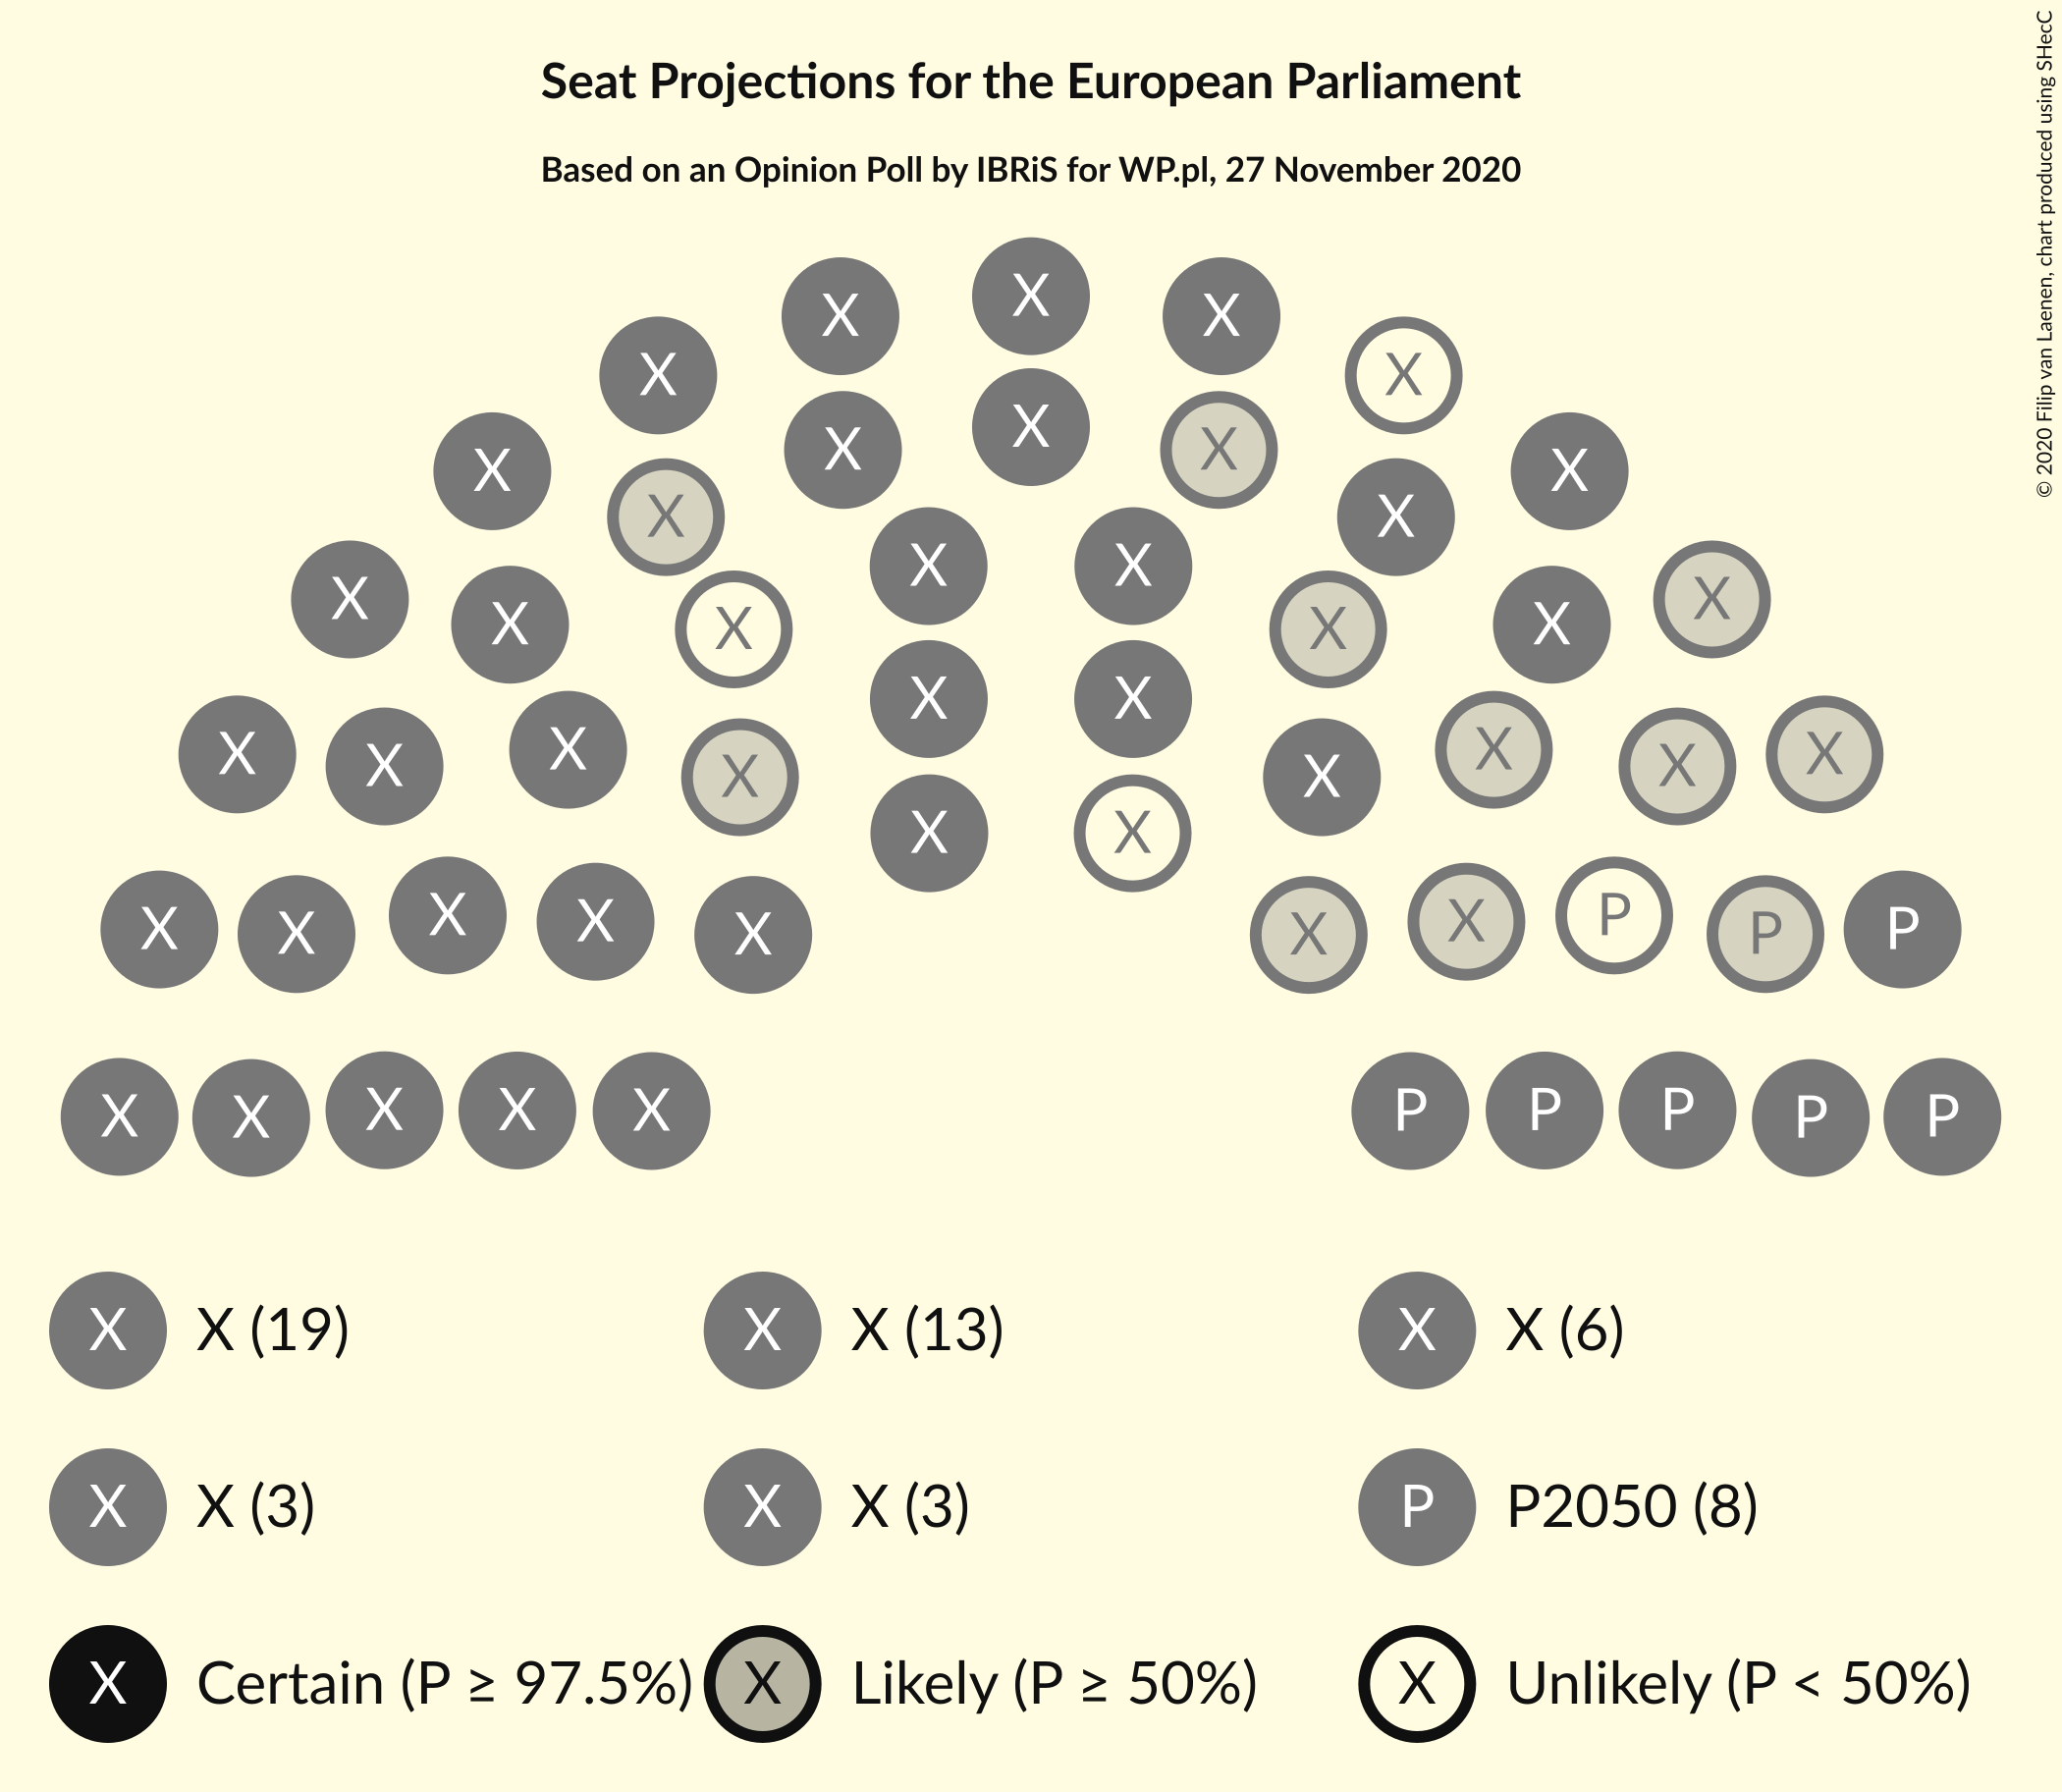 Seat Projections for the European Parliament
Based on an Opinion Poll by IBRiS for WP.pl, 27 November 2020
© 2020 Filip van Laenen, chart produced using SHecC
X
X X
X X
X
X X
X X
X X
X X
X X
X X X X
X X X X
X X
X X X X
X X X X
X X
X X X X X X X P P P
X X X X X P P P P P
X X (19) X X (13) X X (6)
X X (3) X X (3) P P2050 (8)
X Certain (P ≥ 97.5%) X Likely (P ≥ 50%) X Unlikely (P < 50%)